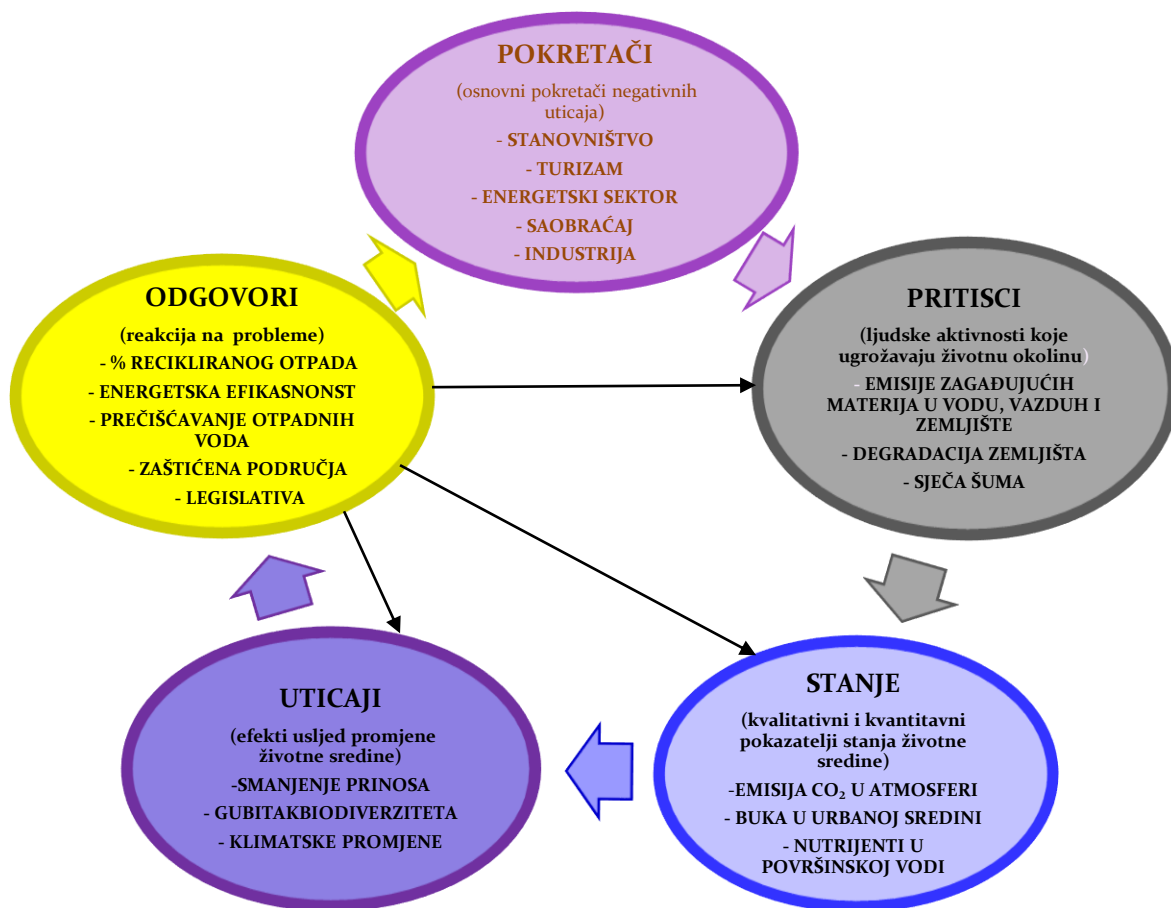 POKRETAČI
(osnovni pokretači negativnih
uticaja)
- STANOVNIŠTVO
- TURIZAM
- ENERGETSKI SEKTOR
- SAOBRAĆAJ
- INDUSTRIJA
ODGOVORI
(reakcija na probleme)
- % RECIKLIRANOG OTPADA
- ENERGETSKA EFIKASNONST
- PREČIŠĆAVANJE OTPADNIH
VODA
- ZAŠTIĆENA PODRUČJA
- LEGISLATIVA
PRITISCI
(ljudske aktivnosti koje
ugrožavaju životnu okolinu)
- EMISIJE ZAGAĐUJUĆIH
MATERIJA U VODU, VAZDUH I
ZEMLJIŠTE
- DEGRADACIJA ZEMLJIŠTA
- SJEČA ŠUMA
UTICAJI
(efekti usljed promjene
životne sredine)
-SMANJENJE PRINOSA
- GUBITAKBIODIVERZITETA
- KLIMATSKE PROMJENE
STANJE
(kvalitativni i kvantitavni
pokazatelji stanja životne
sredine)
-EMISIJA CO₂ U ATMOSFERI
- BUKA U URBANOJ SREDINI
- NUTRIJENTI U
POVRŠINSKOJ VODI